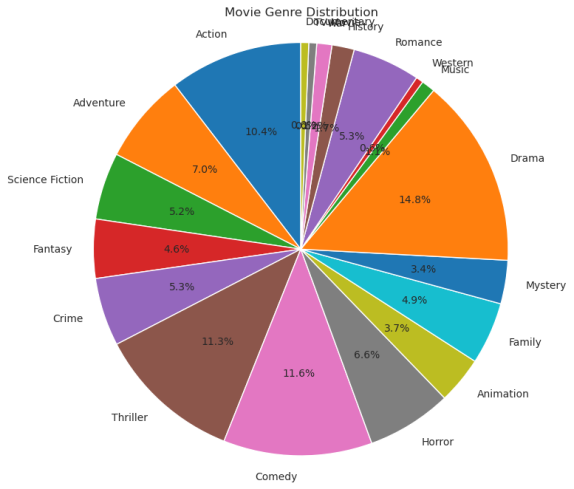 Movie Genre Distribution
Action
Adventure
Science Fiction
Fantasy
Crime
Thriller
Comedy
Horror
Animation
Family
Mystery
Drama
Music
Western
Romance
History
10.4%
7.0%
5.2%
4.6%
5.3%
11.3%
11.6%
6.6%
3.7%
4.9%
3.4%
14.8%
5.3%